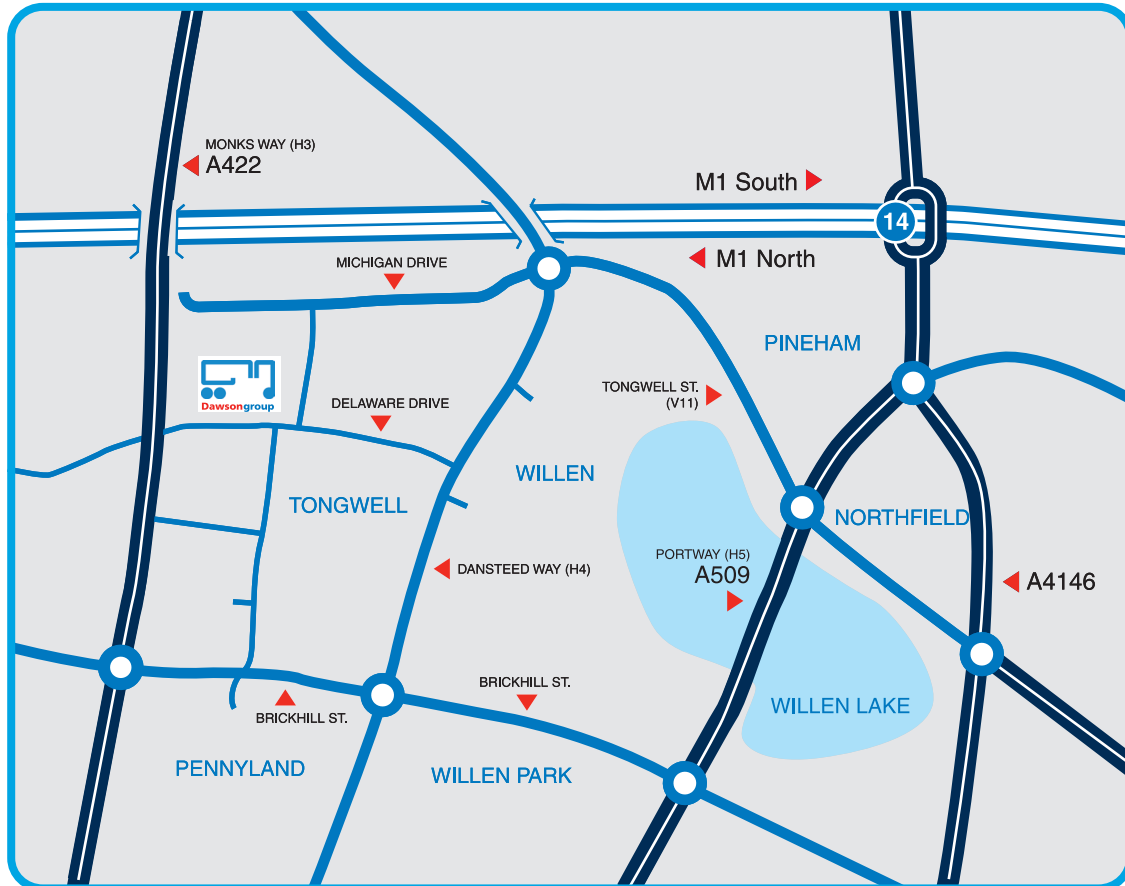 MONKS WAY (H3)
A422
M1 South
14
M1 North
MICHIGAN DRIVE
PINEHAM
TONGWELL ST.
(V11)
Dawsongroup
DELAWARE DRIVE
WILLEN
TONGWELL
NORTHFIELD
PORTWAY (H5)
A509
DANSTEED WAY (H4)
A4146
BRICKHILL ST.
BRICKHILL ST.
WILLEN LAKE
PENNYLAND
WILLEN PARK